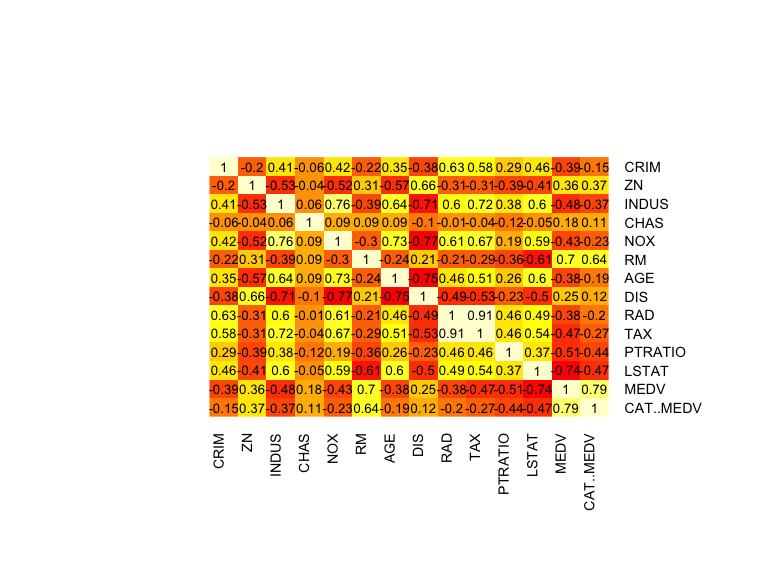 1 -0.2 0.41 -0.06 0.42 -0.22 0.35 -0.38 0.63 0.58 0.29 0.46 -0.39 -0.15 CRIM
-0.2 1 -0.53 -0.04 -0.52 0.31 -0.57 0.66 -0.31 -0.31 -0.39 -0.41 0.36 0.37 ZN
0.41 -0.53 1 0.06 0.76 -0.39 0.64 -0.71 0.6 0.72 0.38 0.6 -0.48 -0.37 INDUS
-0.06 -0.04 0.06 1 0.09 0.09 0.09 -0.1 -0.01 -0.04 -0.12 -0.05 0.18 0.11 CHAS
0.42 -0.52 0.76 0.09 1 -0.3 0.73 -0.77 0.61 0.67 0.19 0.59 -0.43 -0.23 NOX
-0.22 0.31 -0.39 0.09 -0.3 1 -0.24 0.21 -0.21 -0.29 -0.36 -0.61 0.7 0.64 RM
0.35 -0.57 0.64 0.09 0.73 -0.24 1 -0.75 0.46 0.51 0.26 0.6 -0.38 -0.19 AGE
-0.38 0.66 -0.71 -0.1 -0.77 0.21 -0.75 1 -0.49 -0.53 -0.23 -0.5 0.25 0.12 DIS
0.63 -0.31 0.6 -0.01 0.61 -0.21 0.46 -0.49 1 0.91 0.46 0.49 -0.38 -0.2 RAD
0.58 -0.31 0.72 -0.04 0.67 -0.29 0.51 -0.53 0.91 1 0.46 0.54 -0.47 -0.27 TAX
0.29 -0.39 0.38 -0.12 0.19 -0.36 0.26 -0.23 0.46 0.46 1 0.37 -0.51 -0.44 PTRATIO
0.46 -0.41 0.6 -0.05 0.59 -0.61 0.6 -0.5 0.49 0.54 0.37 1 -0.74 -0.47 LSTAT
-0.39 0.36 -0.48 0.18 -0.43 0.7 -0.38 0.25 -0.38 -0.47 -0.51 -0.74 1 0.79 MEDV
-0.15 0.37 -0.37 0.11 -0.23 0.64 -0.19 0.12 -0.2 -0.27 -0.44 -0.47 0.79 1 CAT..MEDV
CRIM ZN INDUS CHAS NOX RM AGE DIS RAD TAX PTRATIO LSTAT MEDV CAT..MEDV